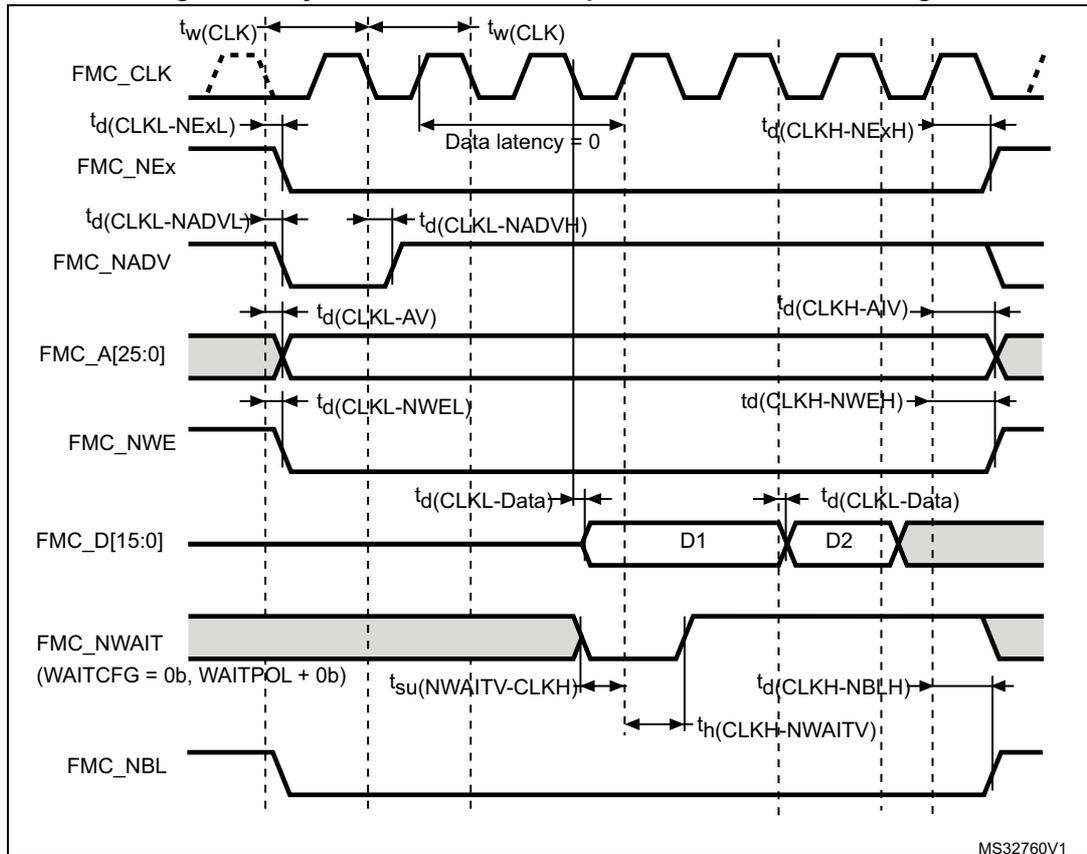 tw(CLK)
tw(CLK)
FMC_CLK
td(CLKL-NExL)
Data latency = 0
td(CLKH-NExH)
FMC_NEx
td(CLKL-NADVL)
td(CLKL-NADVH)
FMC_NADV
td(CLKL-AV)
td(CLKH-AIV)
FMC_A[25:0]
td(CLKL-NWEL)
td(CLKH-NWEH)
FMC_NWE
td(CLKL-Data)
td(CLKL-Data)
FMC_D[15:0]
D1
D2
FMC_NWAIT
(WAITCFG = 0b, WAITPOL + 0b)
tsu(NWAITV-CLKH)
td(CLKH-NBLH)
th(CLKH-NWAITV)
FMC_NBL
MS32760V1